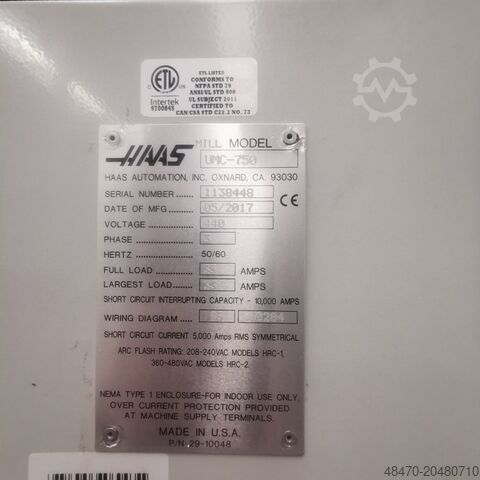 ETL LISTED
CONFORMS TO
NFPA STD 79
ANSI/UL STD 508
UL SUBJECT 2011
CERTIFIED TO
CAN/CSA STD C22.2 NO. 73
ETL
C US
Intertek
9700845
HAAS
MILL MODEL
UMC-750
HAAS AUTOMATION, INC, OXNARD, CA. 93030
SERIAL NUMBER ........ 1138448
DATE OF MFG ........ 05/2017
VOLTAGE ........ 440
PHASE ........
HERTZ 50/60
FULL LOAD ........ AMPS
LARGEST LOAD ........ AMPS
SHORT CIRCUIT INTERRUPTING CAPACITY - 10,000 AMPS
WIRING DIAGRAM ........
SHORT CIRCUIT CURRENT 5,000 Amps RMS SYMMETRICAL
ARC FLASH RATING: 208-240VAC MODELS HRC-1,
360-480VAC MODELS HRC-2.
NEMA TYPE 1 ENCLOSURE-FOR INDOOR USE ONLY.
OVER CURRENT PROTECTION PROVIDED
AT MACHINE SUPPLY TERMINALS.
MADE IN U.S.A.
P/N 29-10048
CE
48470-20480710